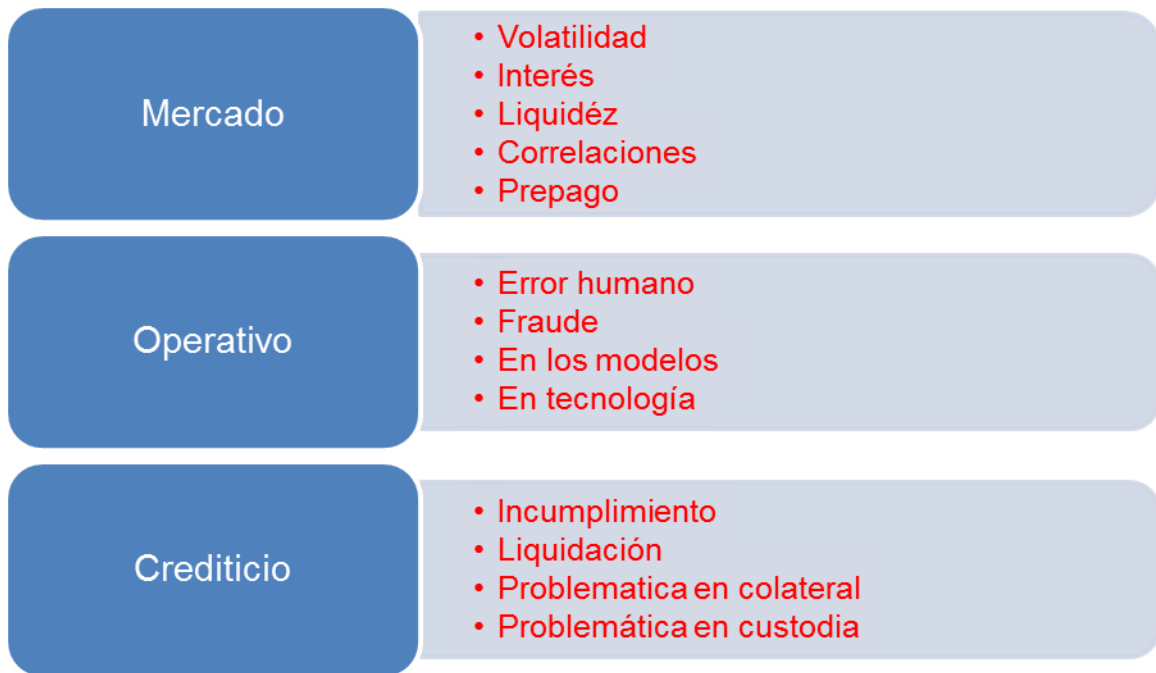 Mercado
• Volatilidad
• Interés
• Liquidéz
• Correlaciones
• Prepago
Operativo
• Error humano
• Fraude
• En los modelos
• En tecnología
Crediticio
• Incumplimiento
• Liquidación
• Problematica en colateral
• Problemática en custodia